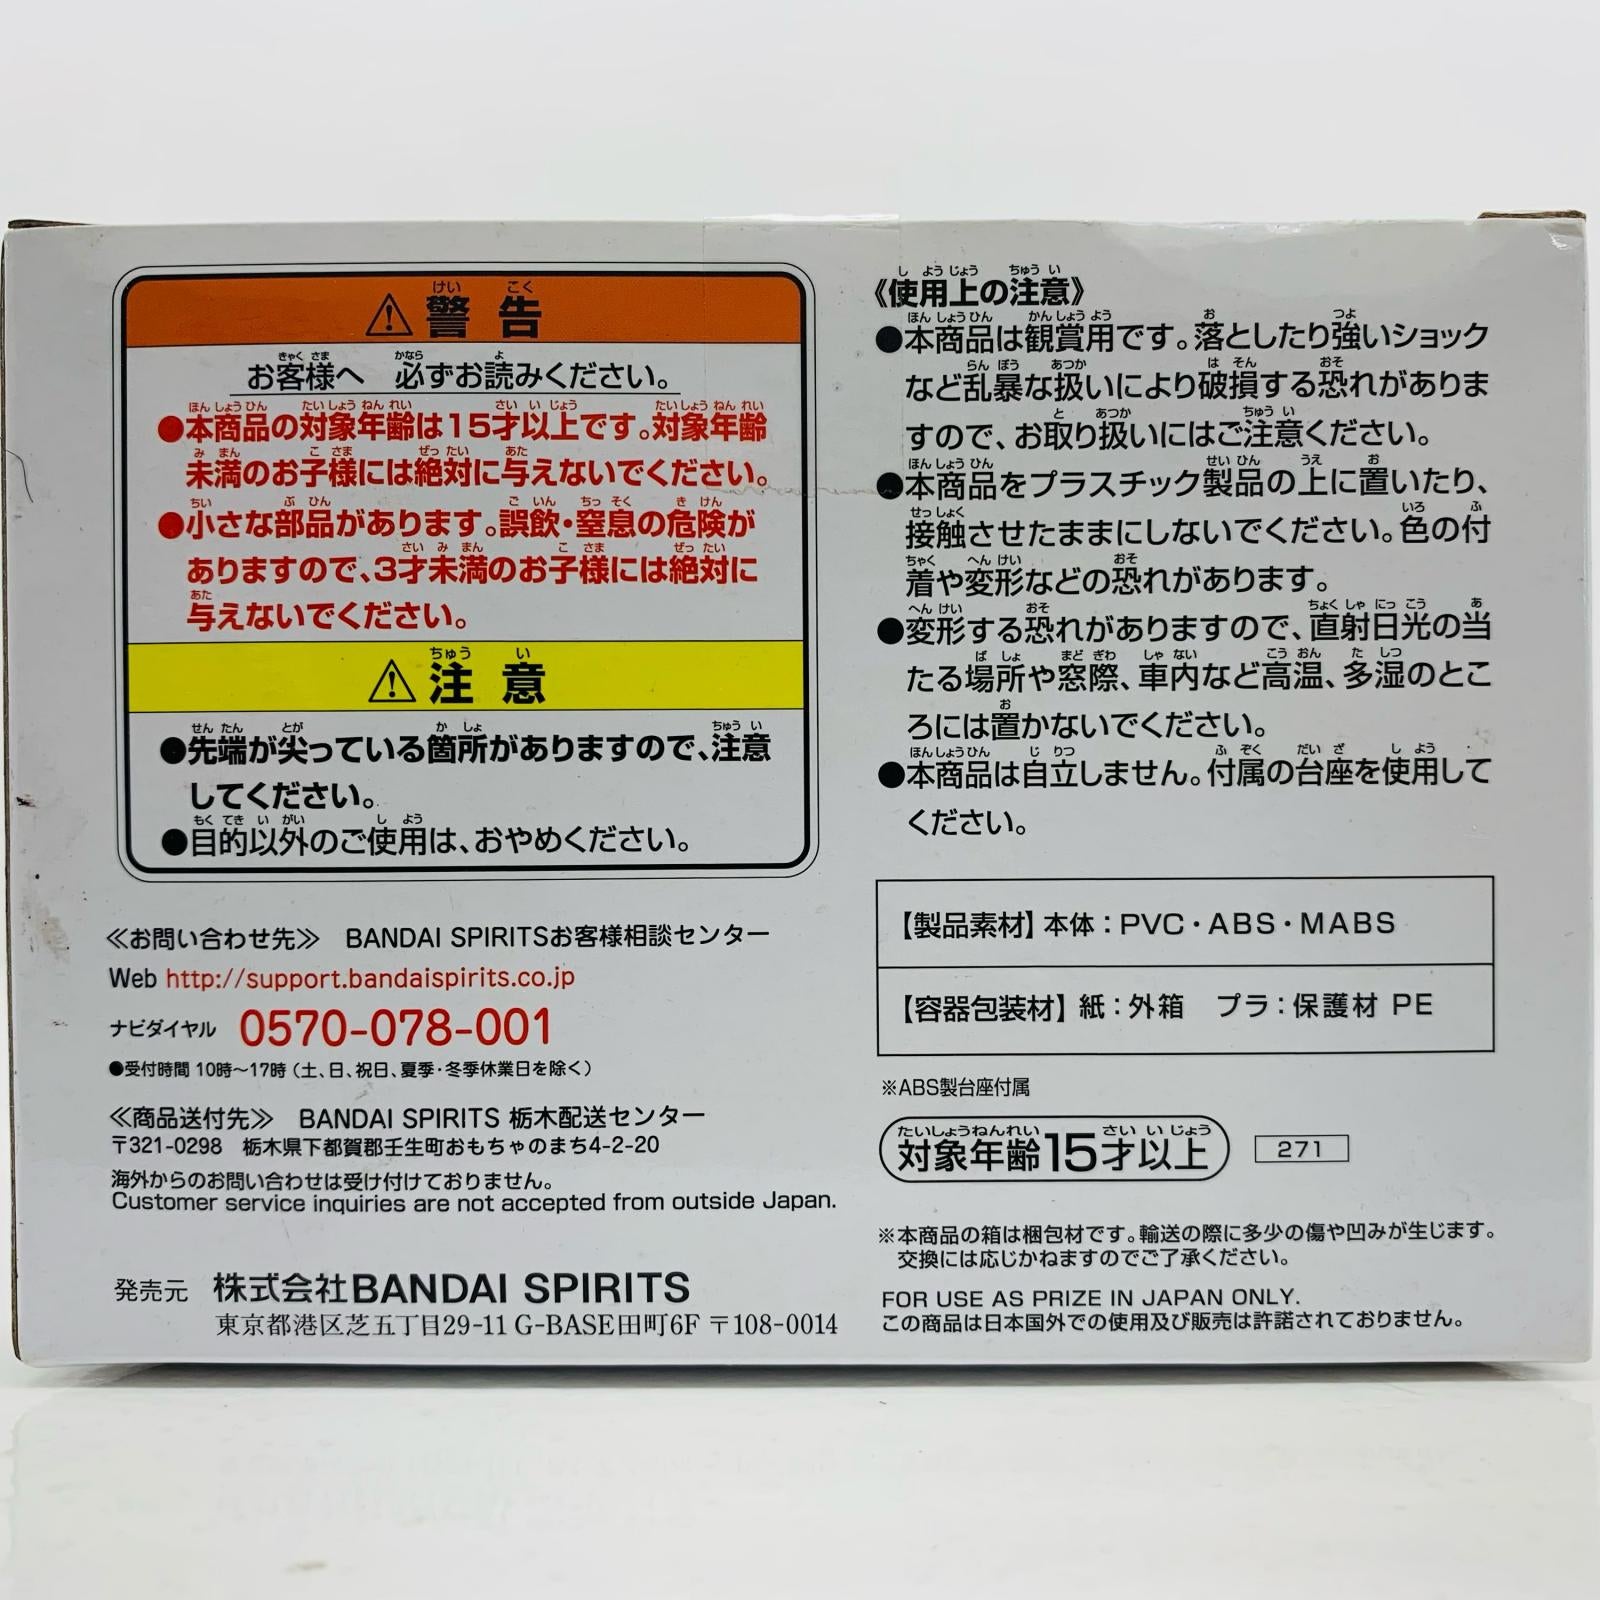 ⚠警告
お客様へ 必ずお読みください。
●本商品の対象年齢は15才以上です。対象年齢
未満のお子様には絶対に与えないでください。
●小さな部品があります。誤飲・窒息の危険が
ありますので、3才未満のお子様には絶対に
与えないでください。
⚠注意
●先端が尖っている箇所がありますので、注意
してください。
●目的以外のご使用は、おやめください。
≪お問い合わせ先≫ BANDAI SPIRITSお客様相談センター
Web http://support.bandaispirits.co.jp
ナビダイヤル 0570-078-001
●受付時間 10時〜17時(土、日、祝日、夏季・冬季休業日を除く)
≪商品送付先≫ BANDAI SPIRITS 栃木配送センター
〒321-0298 栃木県下都賀郡壬生町おもちゃのまち4-2-20
海外からのお問い合わせは受け付けておりません。
Customer service inquiries are not accepted from outside Japan.
発売元 株式会社BANDAI SPIRITS
東京都港区芝五丁目29-11 G-BASE田町6F 〒108-0014
《使用上の注意》
●本商品は観賞用です。落としたり強いショック
など乱暴な扱いにより破損する恐れがありま
すので、お取り扱いにはご注意ください。
●本商品をプラスチック製品の上に置いたり、
接触させたままにしないでください。色の付
着や変形などの恐れがあります。
●変形する恐れがありますので、直射日光の当
たる場所や窓際、車内など高温、多湿のとこ
ろには置かないでください。
●本商品は自立しません。付属の台座を使用して
ください。
【製品素材】本体:PVC・ABS・MABS
【容器包装材】紙:外箱 プラ:保護材 PE
※ABS製台座付属
対象年齢15才以上 271
※本商品の箱は梱包材です。輸送の際に多少の傷や凹みが生じます。
交換には応じかねますのでご了承ください。
FOR USE AS PRIZE IN JAPAN ONLY.
この商品は日本国外での使用及び販売は許諾されておりません。